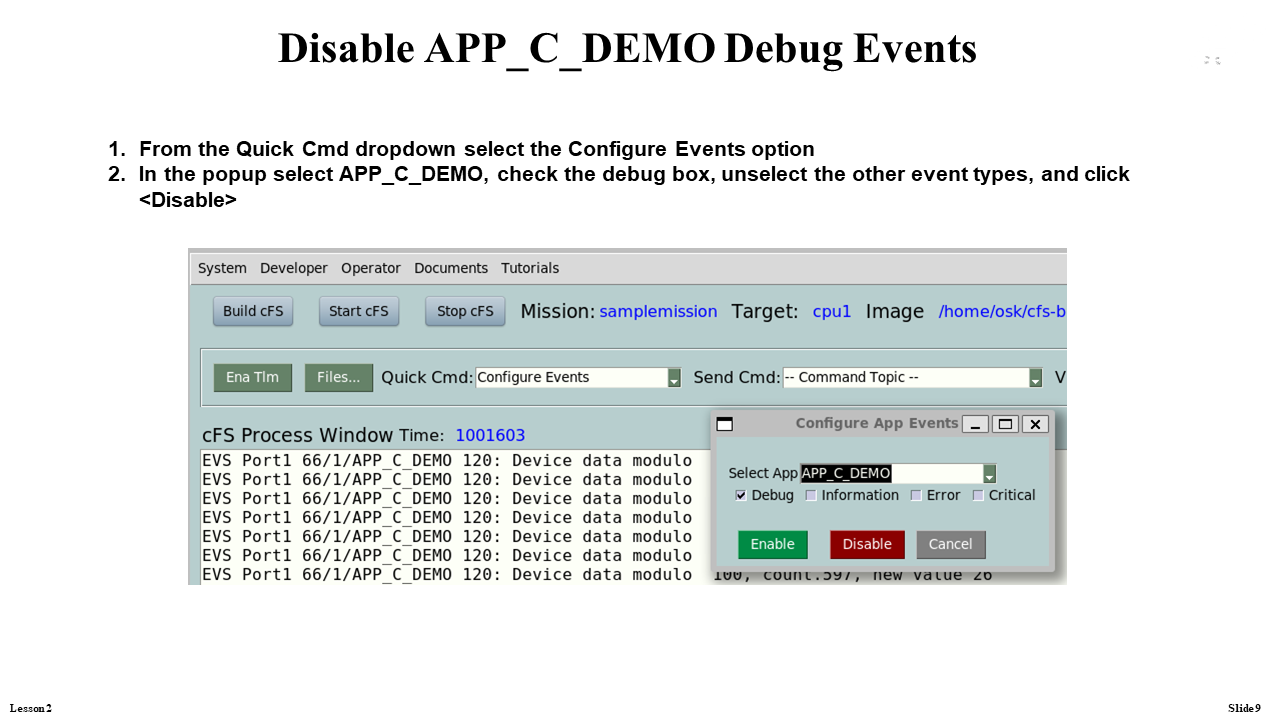 Disable APP_C_DEMO Debug Events
1. From the Quick Cmd dropdown select the Configure Events option
2. In the popup select APP_C_DEMO, check the debug box, unselect the other event types, and click
<Disable>
System Developer Operator Documents Tutorials
Build cFS Start cFS Stop cFS Mission: samplemission Target: cpu1 Image /home/osk/cfs-b
Ena Tlm Files... Quick Cmd: Configure Events Send Cmd: -- Command Topic -- V
Configure App Events
cFS Process Window Time: 1001603
EVS Port1 66/1/APP_C_DEMO 120: Device data modulo
Select App APP_C_DEMO
EVS Port1 66/1/APP_C_DEMO 120: Device data modulo
Debug Information Error Critical
EVS Port1 66/1/APP_C_DEMO 120: Device data modulo
EVS Port1 66/1/APP_C_DEMO 120: Device data modulo
EVS Port1 66/1/APP_C_DEMO 120: Device data modulo
Enable Disable Cancel
EVS Port1 66/1/APP_C_DEMO 120: Device data modulo
EVS Port1 66/1/APP_C_DEMO 120: Device data modulo 100, count:597, new value 26
Lesson 2
Slide 9